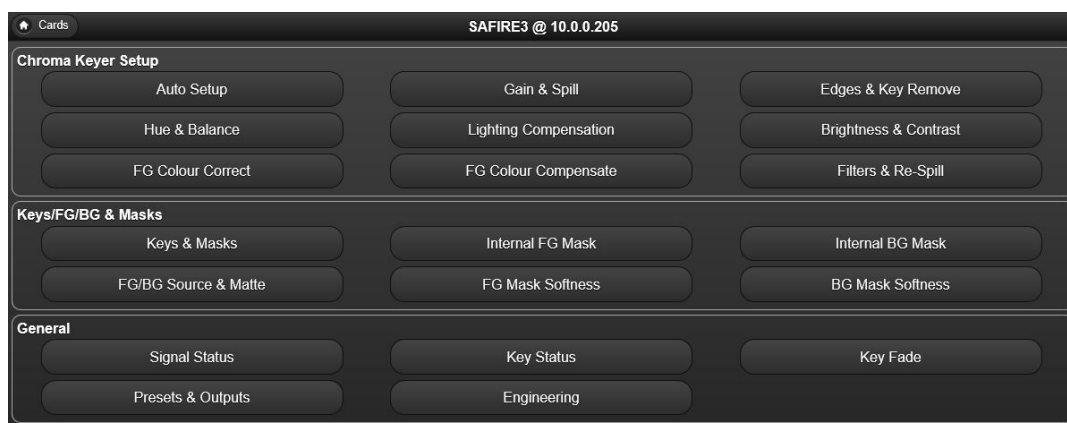 Cards
SAFIRE3 @ 10.0.0.205
Chroma Keyer Setup
Auto Setup Gain & Spill Edges & Key Remove
Hue & Balance Lighting Compensation Brightness & Contrast
FG Colour Correct FG Colour Compensate Filters & Re-Spill
Keys/FG/BG & Masks
Keys & Masks Internal FG Mask Internal BG Mask
FG/BG Source & Matte FG Mask Softness BG Mask Softness
General
Signal Status Key Status Key Fade
Presets & Outputs Engineering